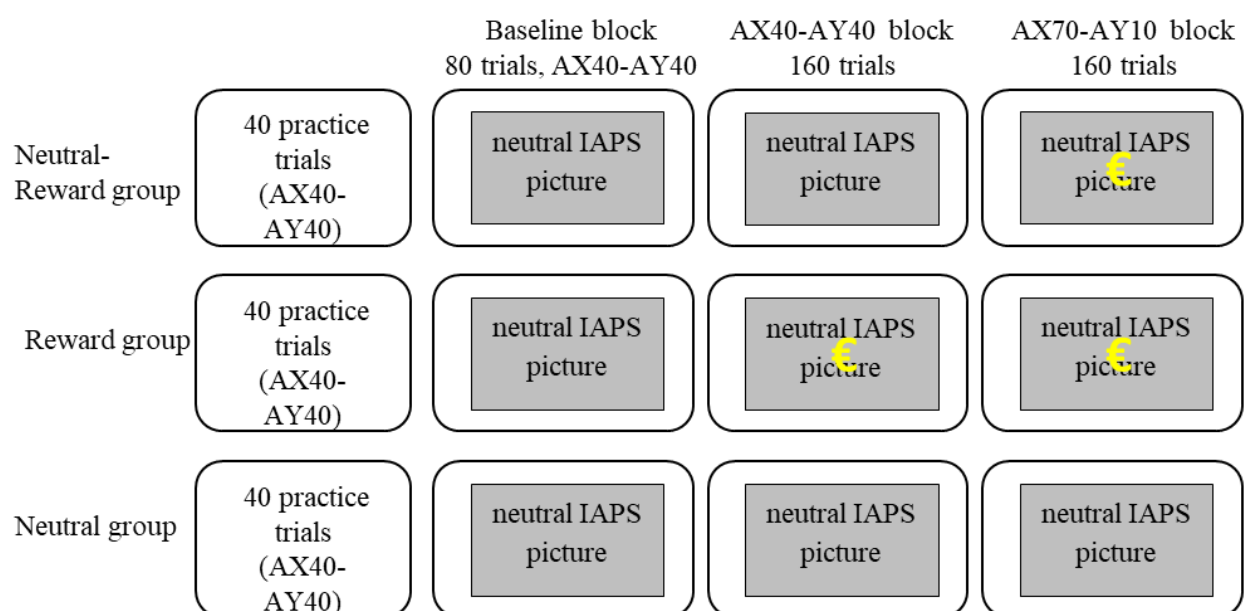 Baseline block
80 trials, AX40-AY40
AX40-AY40 block
160 trials
AX70-AY10 block
160 trials
Neutral-
Reward group
40 practice
trials
(AX40-
AY40)
neutral IAPS
picture
neutral IAPS
picture
neutral IAPS
picture
€
Reward group
40 practice
trials
(AX40-
AY40)
neutral IAPS
picture
neutral IAPS
picture
€
neutral IAPS
picture
€
Neutral group
40 practice
trials
(AX40-
AY40)
neutral IAPS
picture
neutral IAPS
picture
neutral IAPS
picture